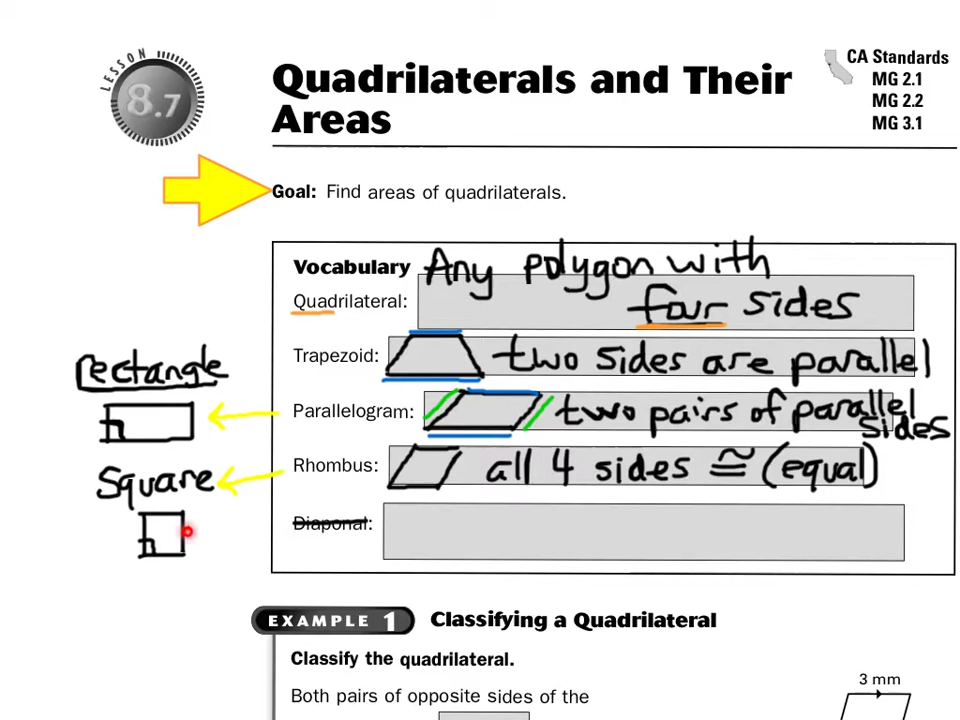 LESSON
8.7
Quadrilaterals and Their
Areas
CA Standards
MG 2.1
MG 2.2
MG 3.1
Goal: Find areas of quadrilaterals.
Vocabulary Any polygon with
Quadrilateral: four sides
Trapezoid: two sides are parallel
rectangle
Parallelogram: two pairs of parallel
sides
Rhombus: all 4 sides ≅ (equal)
Square
Diagonal:
EXAMPLE 1 Classifying a Quadrilateral
Classify the quadrilateral.
Both pairs of opposite sides of the
3 mm